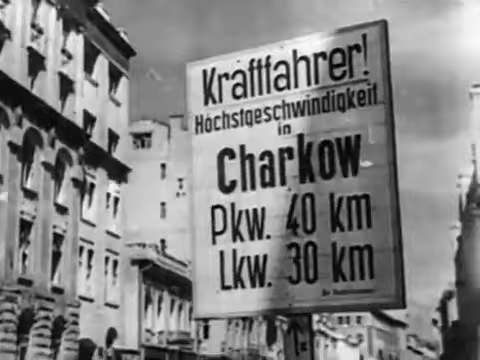 Kraftfahrer!
Höchstgeschwindigkeit
in
Charkow
Pkw. 40 km
Lkw. 30 km